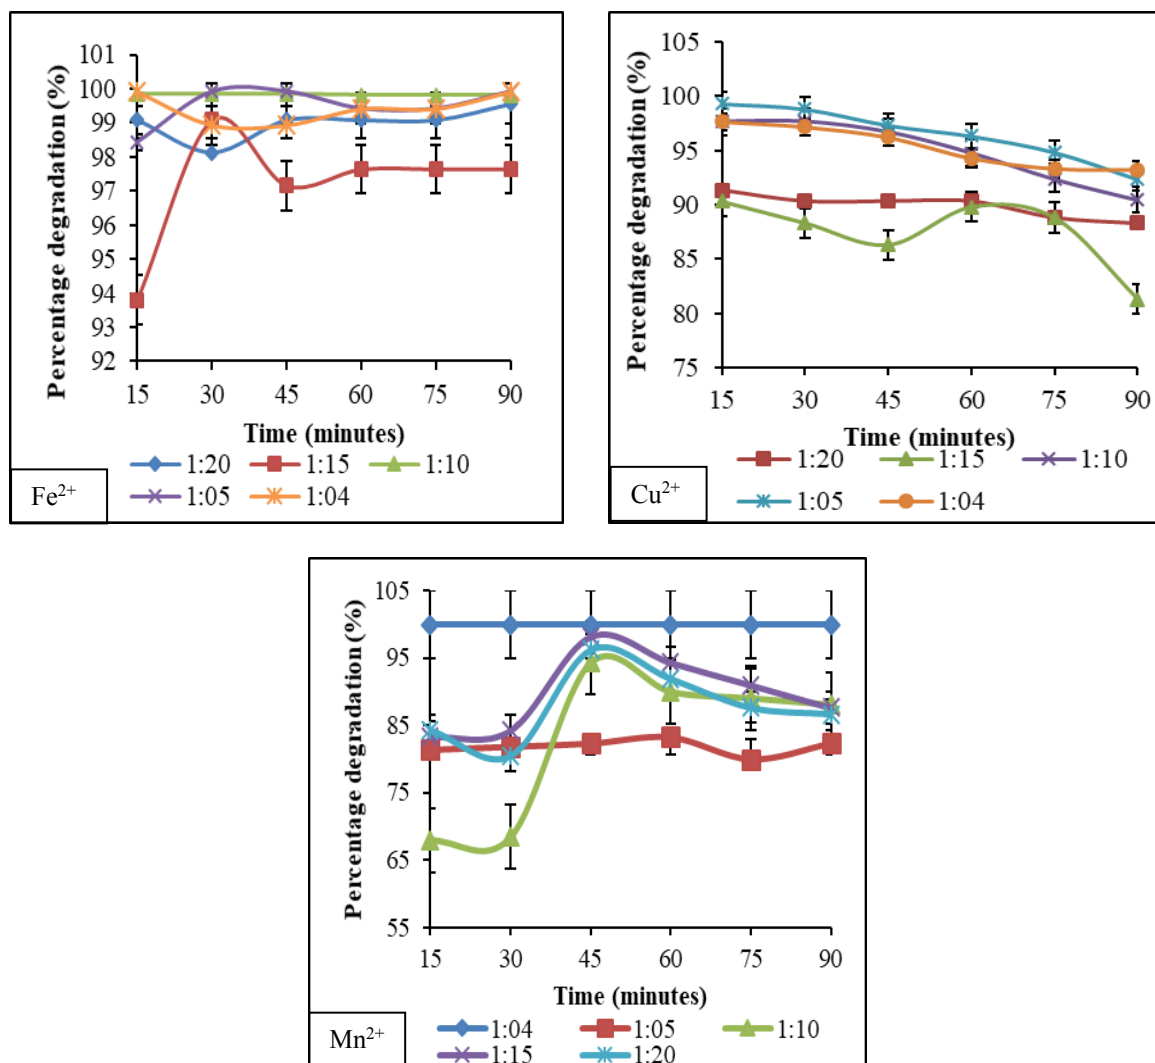 Percentage degradation (%)
101
100
99
98
97
96
95
94
93
92
15 30 45 60 75 90
Time (minutes)
1:20 1:15 1:10
1:05 1:04
Fe²⁺
Percentage degradation (%)
105
100
95
90
85
80
75
15 30 45 60 75 90
Time (minutes)
1:20 1:15 1:10
1:05 1:04
Cu²⁺
Percentage degradation (%)
105
95
85
75
65
55
15 30 45 60 75 90
Time (minutes)
1:04 1:05 1:10
1:15 1:20
Mn²⁺